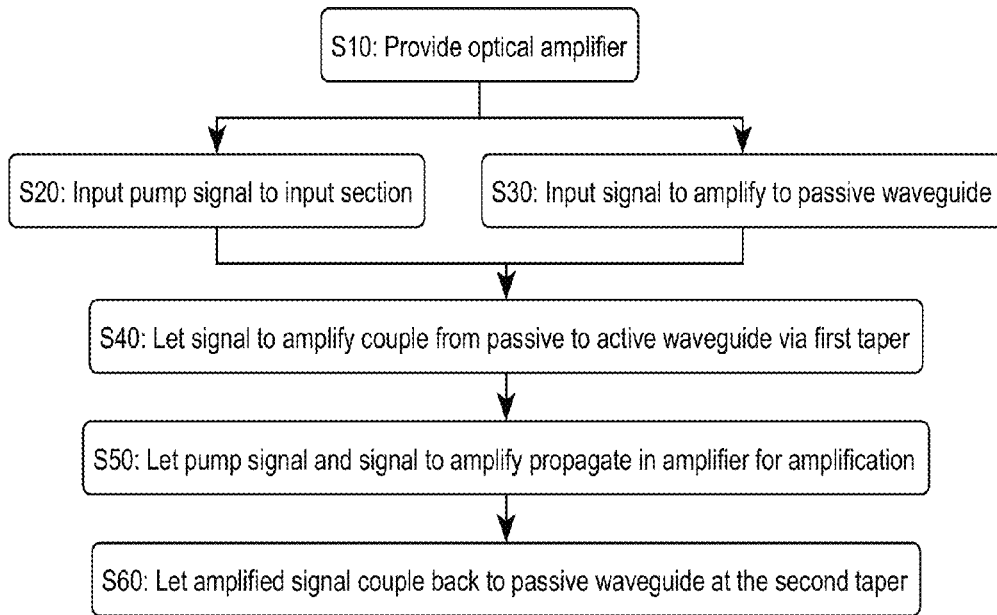 S10: Provide optical amplifier
S20: Input pump signal to input section
S30: Input signal to amplify to passive waveguide
S40: Let signal to amplify couple from passive to active waveguide via first taper
S50: Let pump signal and signal to amplify propagate in amplifier for amplification
S60: Let amplified signal couple back to passive waveguide at the second taper